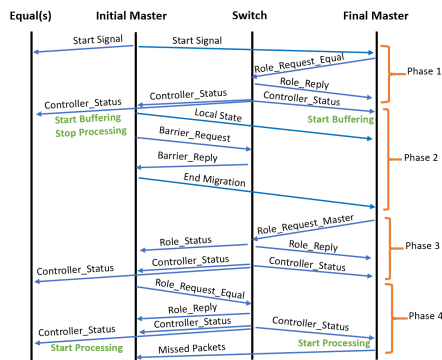 Equal(s) Initial Master Switch Final Master
Start Signal Start Signal
Role_Request_Equal
Phase 1
Role_Reply
Controller_Status Controller_Status
Start Buffering Local State Start Buffering
Stop Processing
Barrier_Request
Phase 2
Barrier_Reply
End Migration
Role_Request_Master
Role_Status Role_Reply
Phase 3
Controller_Status Controller_Status Controller_Status
Role_Request_Equal
Role_Reply
Phase 4
Controller_Status Controller_Status Controller_Status
Start Processing Start Processing
Missed Packets